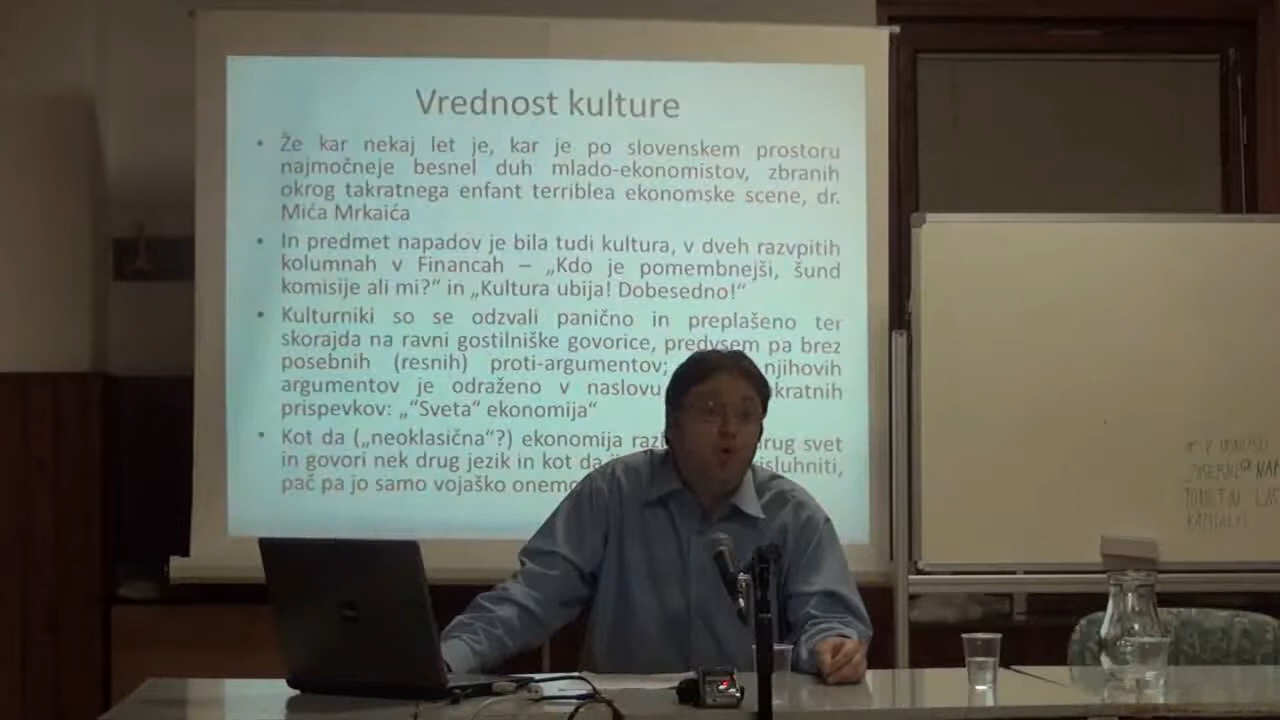 Vrednost kulture
• Že kar nekaj let je, kar je po slovenskem prostoru
najmočneje besnel duh mlado-ekonomistov, zbranih
okrog takratnega enfant terriblea ekonomske scene, dr.
Mića Mrkaića
• In predmet napadov je bila tudi kultura, v dveh razvpitih
kolumnah v Financah – „Kdo je pomembnejši, šund
komisije ali mi?“ in „Kultura ubija! Dobesedno!“
• Kulturniki so se odzvali panično in preplašeno ter
skorajda na ravni gostilniške govorice, predvsem pa brez
posebnih (resnih) proti-argumentov; njihovih
argumentov je odraženo v naslovu
prispevkov: „“Sveta“ ekonomija“
• Kot da („neoklasična“?) ekonomija svet
in govori nek drug jezik in kot da
pač pa jo samo vojaško
KAPITALU